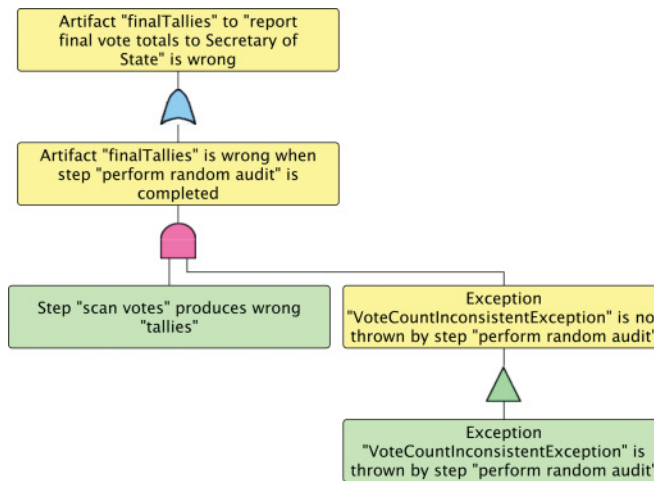 Artifact "finalTallies" to "report
final vote totals to Secretary of
State" is wrong
Artifact "finalTallies" is wrong when
step "perform random audit" is
completed
Step "scan votes" produces wrong
"tallies"
Exception
"VoteCountInconsistentException" is no
thrown by step "perform random audit"
Exception
"VoteCountInconsistentException" is
thrown by step "perform random audit"